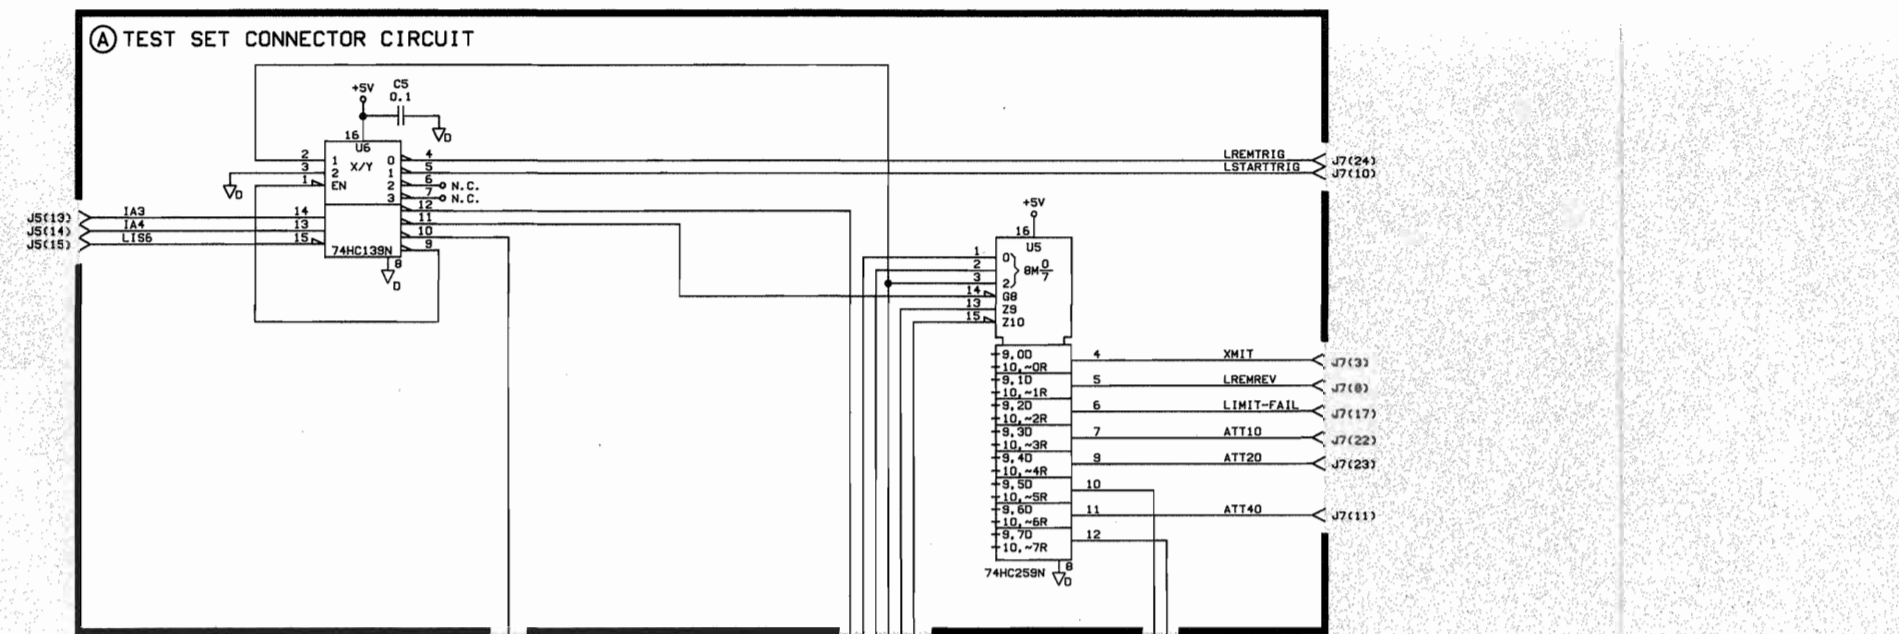 A TEST SET CONNECTOR CIRCUIT
+5V
C5
0.1
D
16
U6
X/Y
2 1 0 4 LREMTRIG J7(24)
3 2 1 5 LSTARTTRIG J7(10)
1 EN 2 6 N.C.
3 7 N.C.
D
12
J5(13) IA3 14 11
J5(14) IA4 13 10
J5(15) LIS6 15 9
74HC139N
8
D
+5V
16
U5
1 0
2 8M 0/7
3 2
14 G8
13 Z9
15 Z10
9,0D 4 XMIT J7(3)
10,~0R
9,1D 5 LREMREV
10,~1R
9,2D 6 LIMIT-FAIL J7(17)
10,~2R
9,3D 7 ATT10 J7(22)
10,~3R
9,4D 9 ATT20 J7(23)
10,~4R
9,5D 10
10,~5R
9,6D 11 ATT40 J7(11)
10,~6R
9,7D 12
10,~7R
74HC259N
8
D